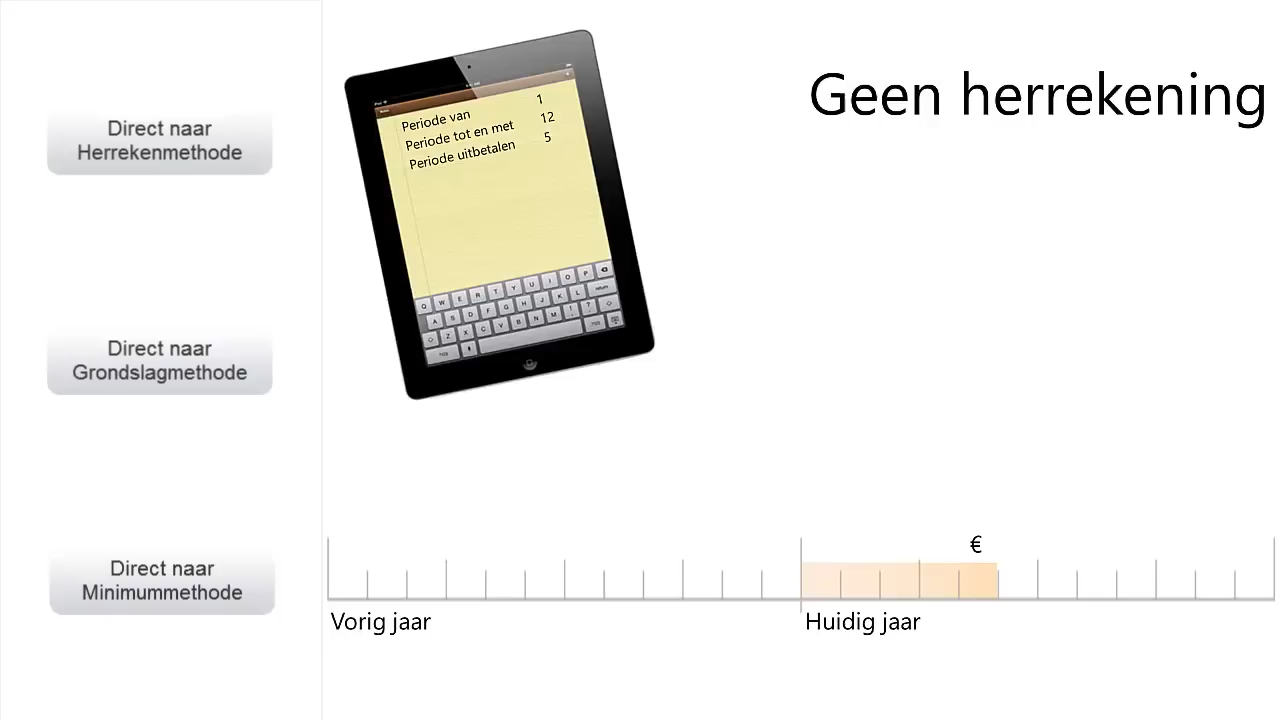 Direct naar
Herrekenmethode
Direct naar
Grondslagmethode
Direct naar
Minimummethode
Periode van 1
Periode tot en met 12
Periode uitbetalen 5
Q W E R T Y U I O P
A S D F G H J K L return
Z X C V B N M ! ?
Geen herrekening
€
Vorig jaar
Huidig jaar